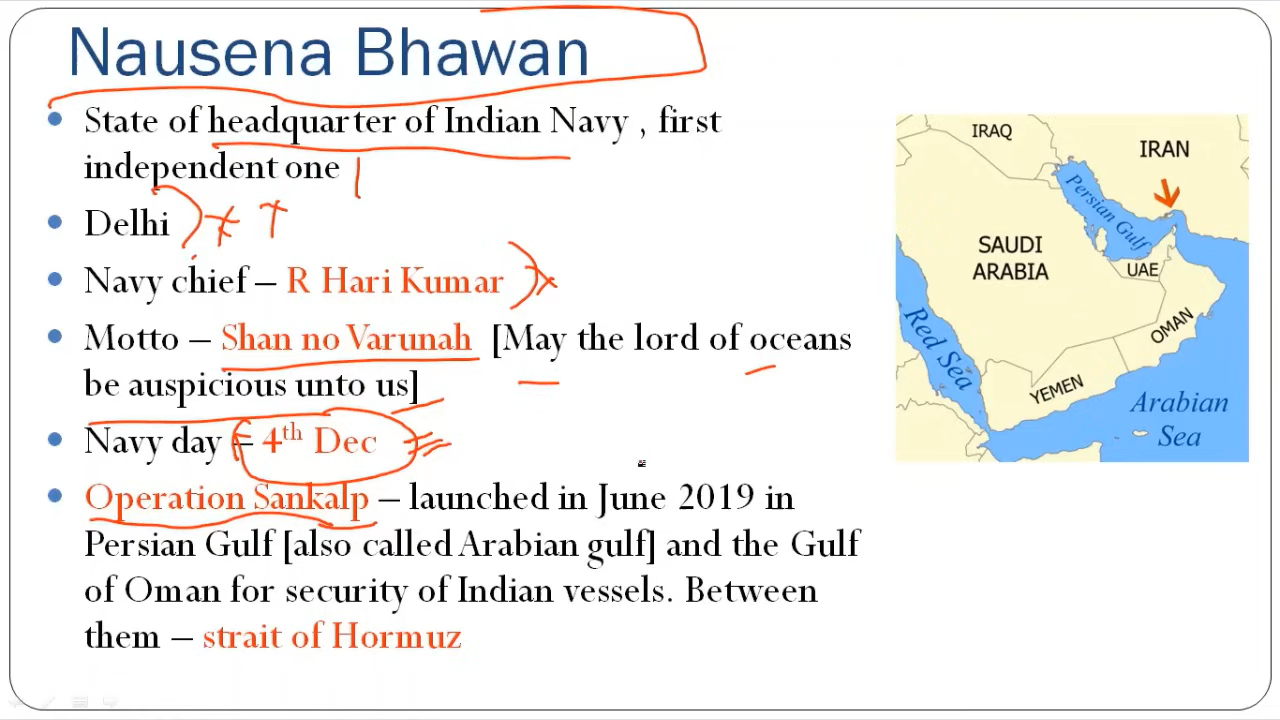 Nausena Bhawan
• State of headquarter of Indian Navy , first
independent one
• Delhi
• Navy chief – R Hari Kumar
• Motto – Shan no Varunah [May the lord of oceans
be auspicious unto us]
• Navy day – 4th Dec
• Operation Sankalp – launched in June 2019 in
Persian Gulf [also called Arabian gulf] and the Gulf
of Oman for security of Indian vessels. Between
them – strait of Hormuz
IRAQ
IRAN
Persian Gulf
SAUDI
ARABIA
UAE
OMAN
Red Sea
YEMEN
Arabian
Sea